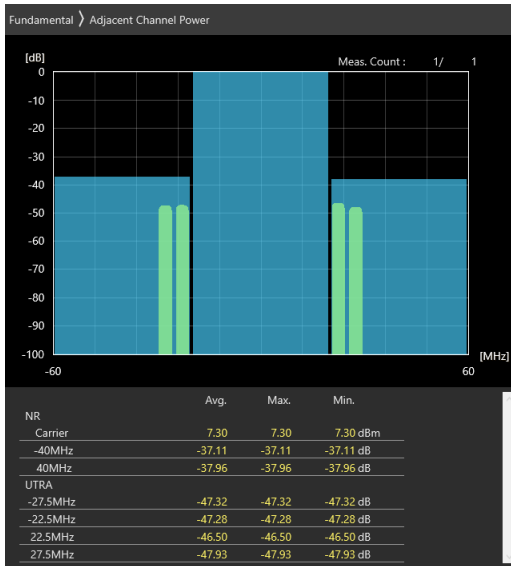 Fundamental 〉 Adjacent Channel Power
[dB]
Meas. Count : 1/ 1
0
-10
-20
-30
-40
-50
-60
-70
-80
-90
-100
[MHz]
-60 60
Avg. Max. Min.
NR
Carrier 7.30 7.30 7.30 dBm
-40MHz -37.11 -37.11 -37.11 dB
40MHz -37.96 -37.96 -37.96 dB
UTRA
-27.5MHz -47.32 -47.32 -47.32 dB
-22.5MHz -47.28 -47.28 -47.28 dB
22.5MHz -46.50 -46.50 -46.50 dB
27.5MHz -47.93 -47.93 -47.93 dB